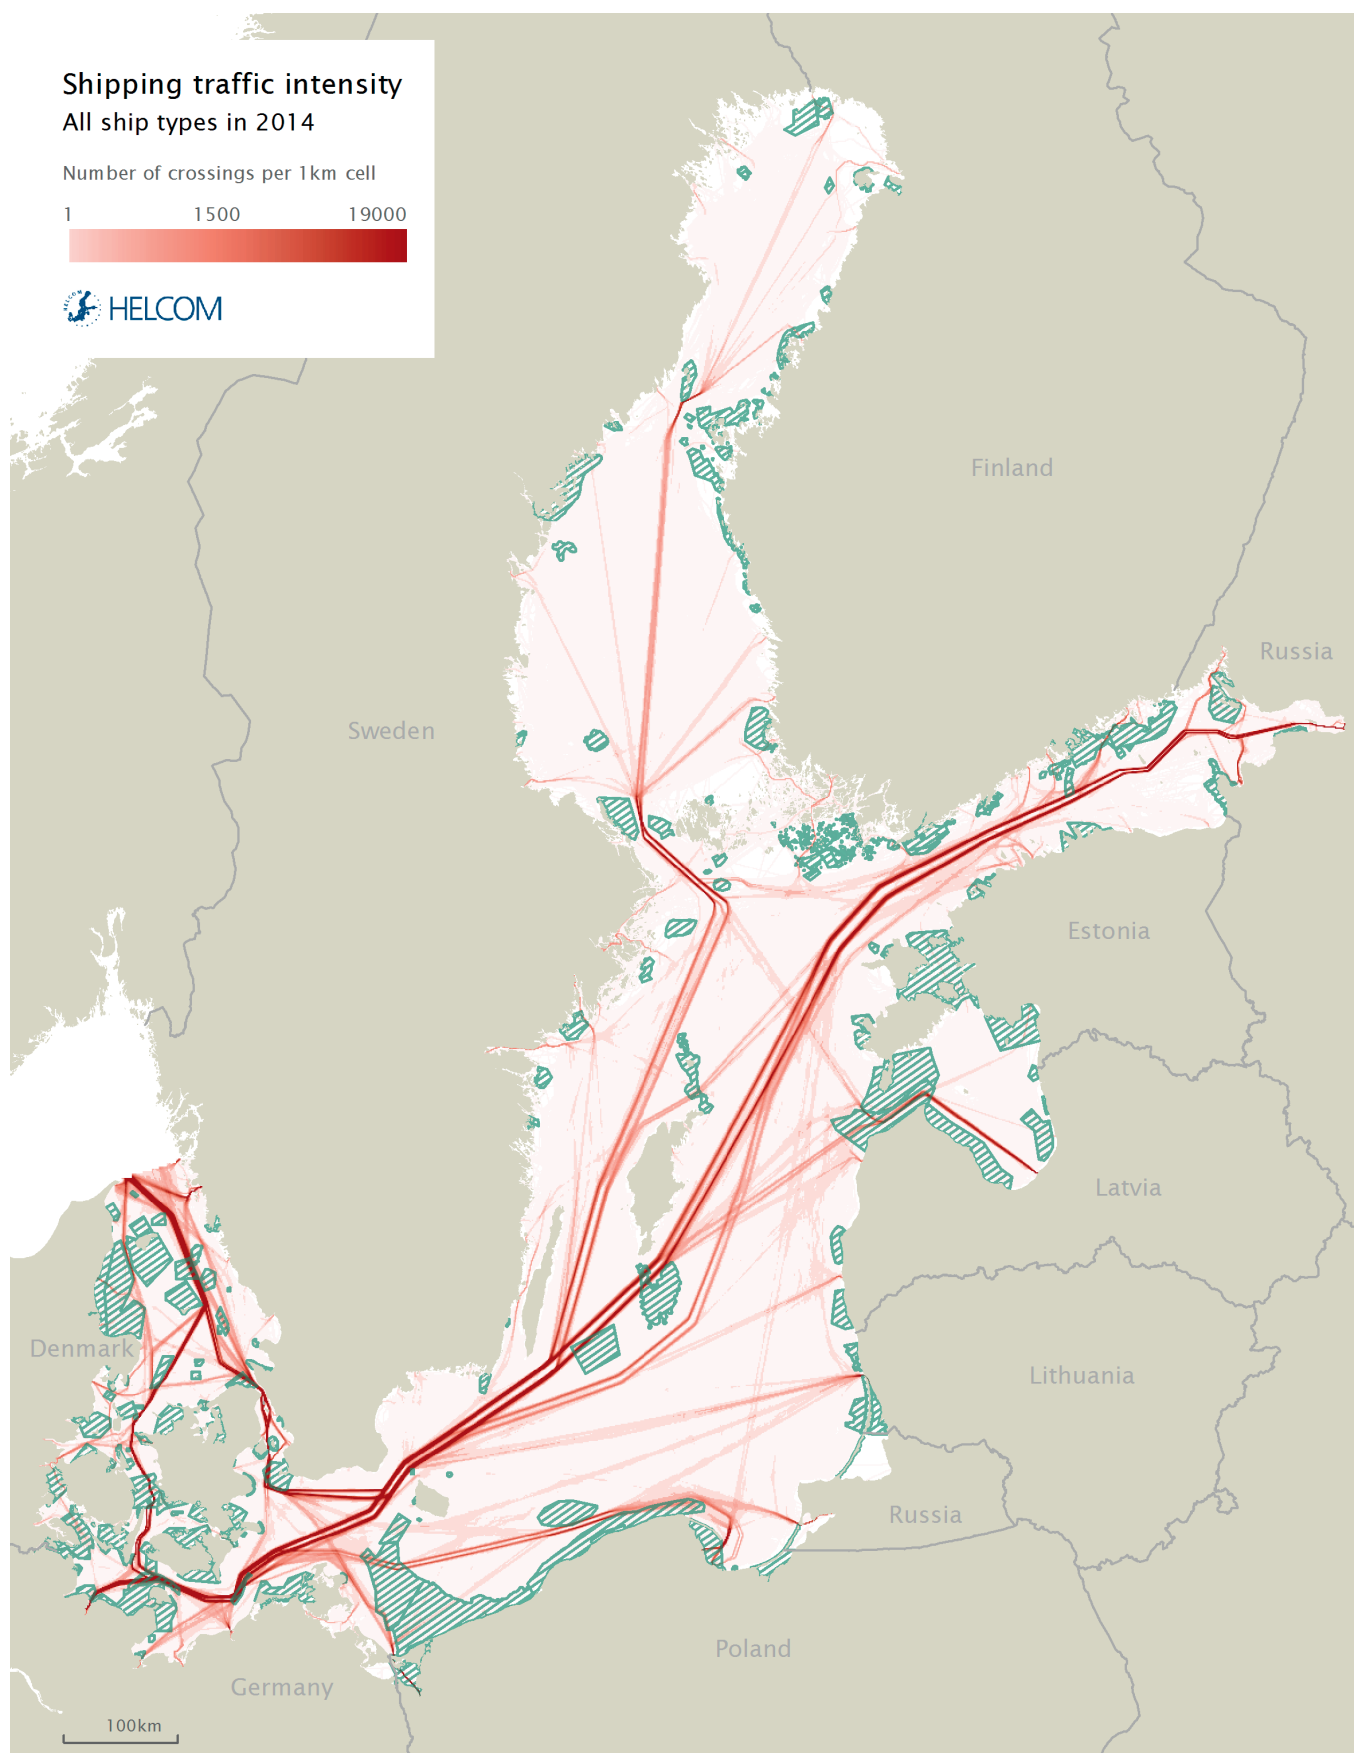 Shipping traffic intensity
All ship types in 2014
Number of crossings per 1km cell
1 1500 19000
HELCOM
HELCOM
Finland
Russia
Sweden
Estonia
Latvia
Denmark
Lithuania
Russia
Poland
Germany
100km